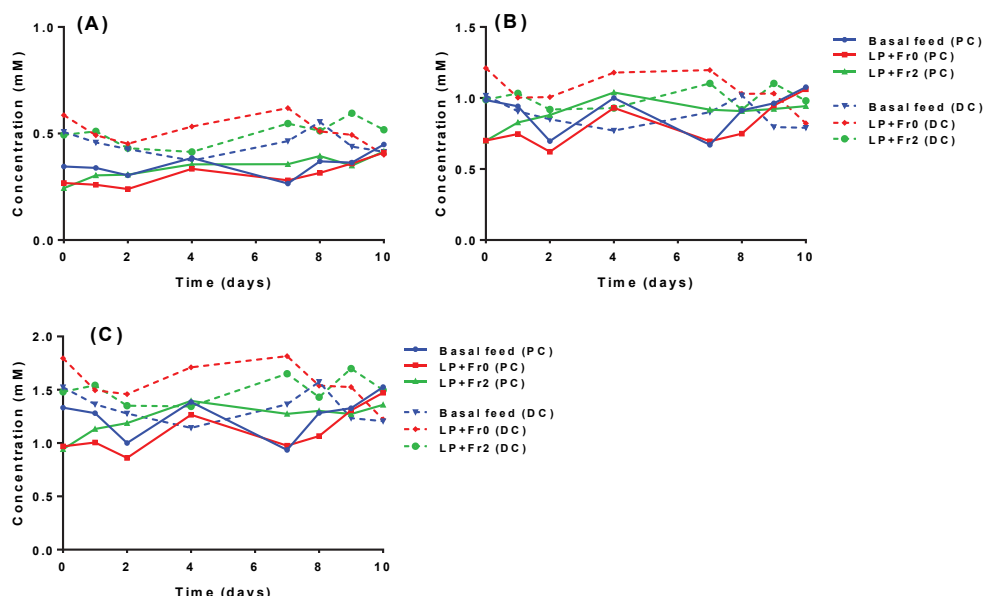 (A)
1.0
0.5
0.0
Concentration (mM)
0 2 4 6 8 10
Time (days)
(B)
1.5
1.0
0.5
0.0
Concentration (mM)
0 2 4 6 8 10
Time (days)
Basal feed (PC)
LP+Fr0 (PC)
LP+Fr2 (PC)
Basal feed (DC)
LP+Fr0 (DC)
LP+Fr2 (DC)
(C)
2.0
1.5
1.0
0.5
0.0
Concentration (mM)
0 2 4 6 8 10
Time (days)
Basal feed (PC)
LP+Fr0 (PC)
LP+Fr2 (PC)
Basal feed (DC)
LP+Fr0 (DC)
LP+Fr2 (DC)